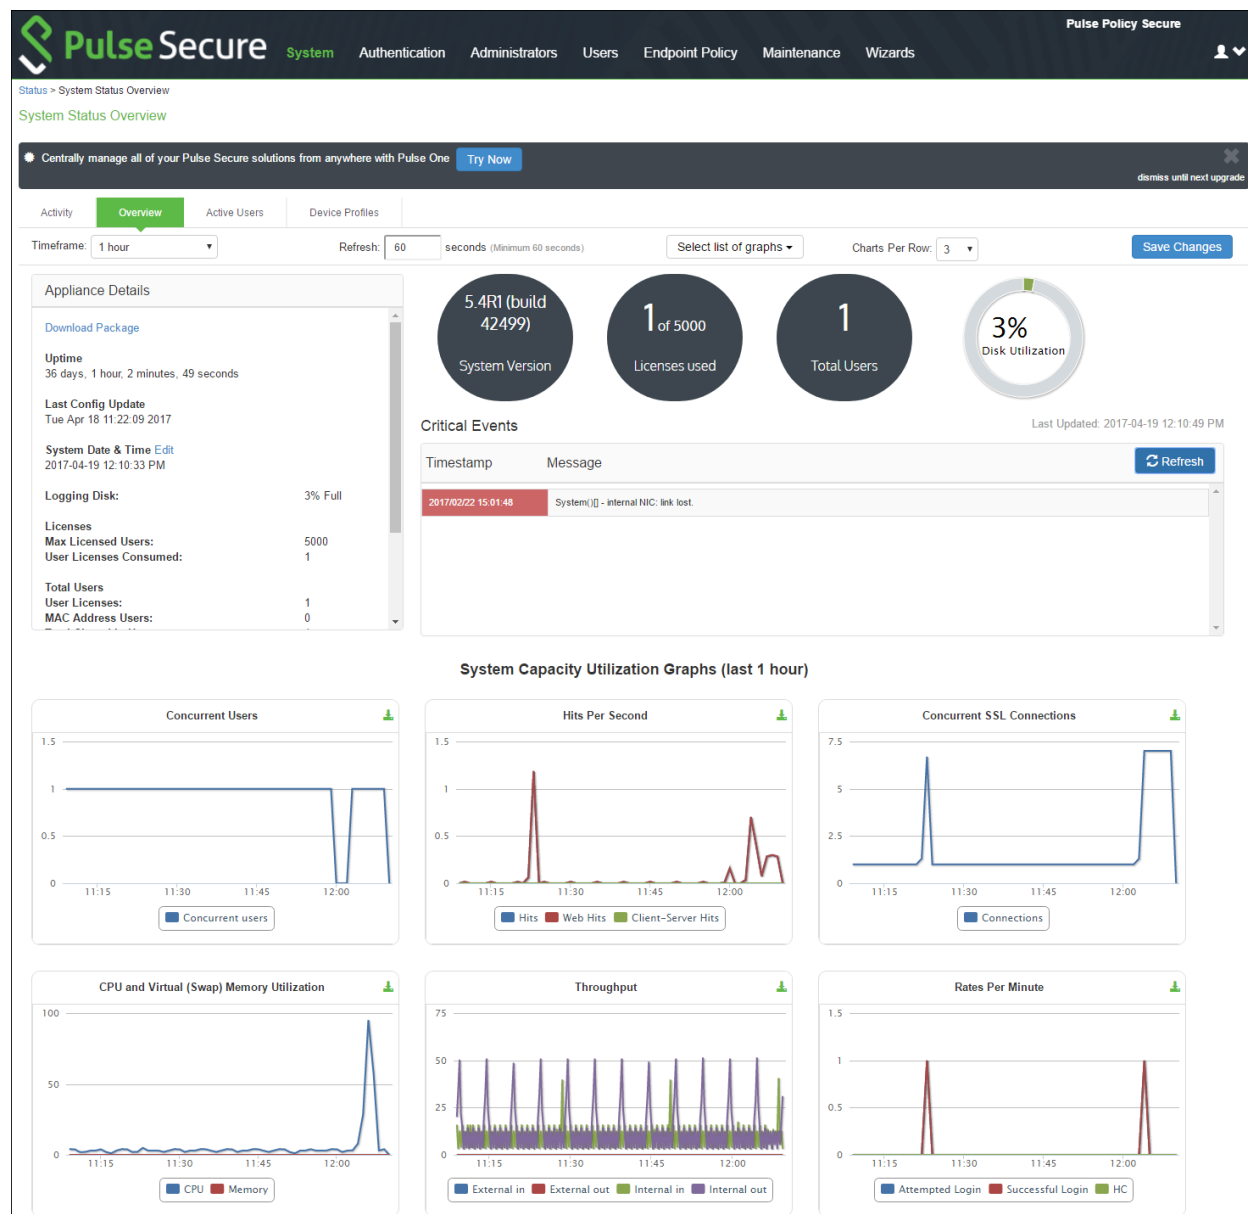 Pulse Policy Secure
Pulse Secure System Authentication Administrators Users Endpoint Policy Maintenance Wizards
Status > System Status Overview
System Status Overview
Centrally manage all of your Pulse Secure solutions from anywhere with Pulse One Try Now
dismiss until next upgrade
Activity Overview Active Users Device Profiles
Timeframe: 1 hour Refresh: 60 seconds (Minimum 60 seconds) Select list of graphs Charts Per Row: 3 Save Changes
Appliance Details
Download Package
Uptime
36 days, 1 hour, 2 minutes, 49 seconds
Last Config Update
Tue Apr 18 11:22:09 2017
System Date & Time Edit
2017-04-19 12:10:33 PM
Logging Disk: 3% Full
Licenses
Max Licensed Users: 5000
User Licenses Consumed: 1
Total Users
User Licenses: 1
MAC Address Users: 0
5.4R1 (build
42499)
System Version
1 of 5000
Licenses used
1
Total Users
3%
Disk Utilization
Critical Events Last Updated: 2017-04-19 12:10:49 PM
Timestamp Message Refresh
2017/02/22 15:01:48 System()[] - internal NIC: link lost.
System Capacity Utilization Graphs (last 1 hour)
Concurrent Users
1.5
1
0.5
0
11:15 11:30 11:45 12:00
Concurrent users
Hits Per Second
1.5
1
0.5
0
11:15 11:30 11:45 12:00
Hits Web Hits Client-Server Hits
Concurrent SSL Connections
7.5
5
2.5
0
11:15 11:30 11:45 12:00
Connections
CPU and Virtual (Swap) Memory Utilization
100
50
0
11:15 11:30 11:45 12:00
CPU Memory
Throughput
75
50
25
0
11:15 11:30 11:45 12:00
External in External out Internal in Internal out
Rates Per Minute
1.5
1
0.5
0
11:15 11:30 11:45 12:00
Attempted Login Successful Login HC